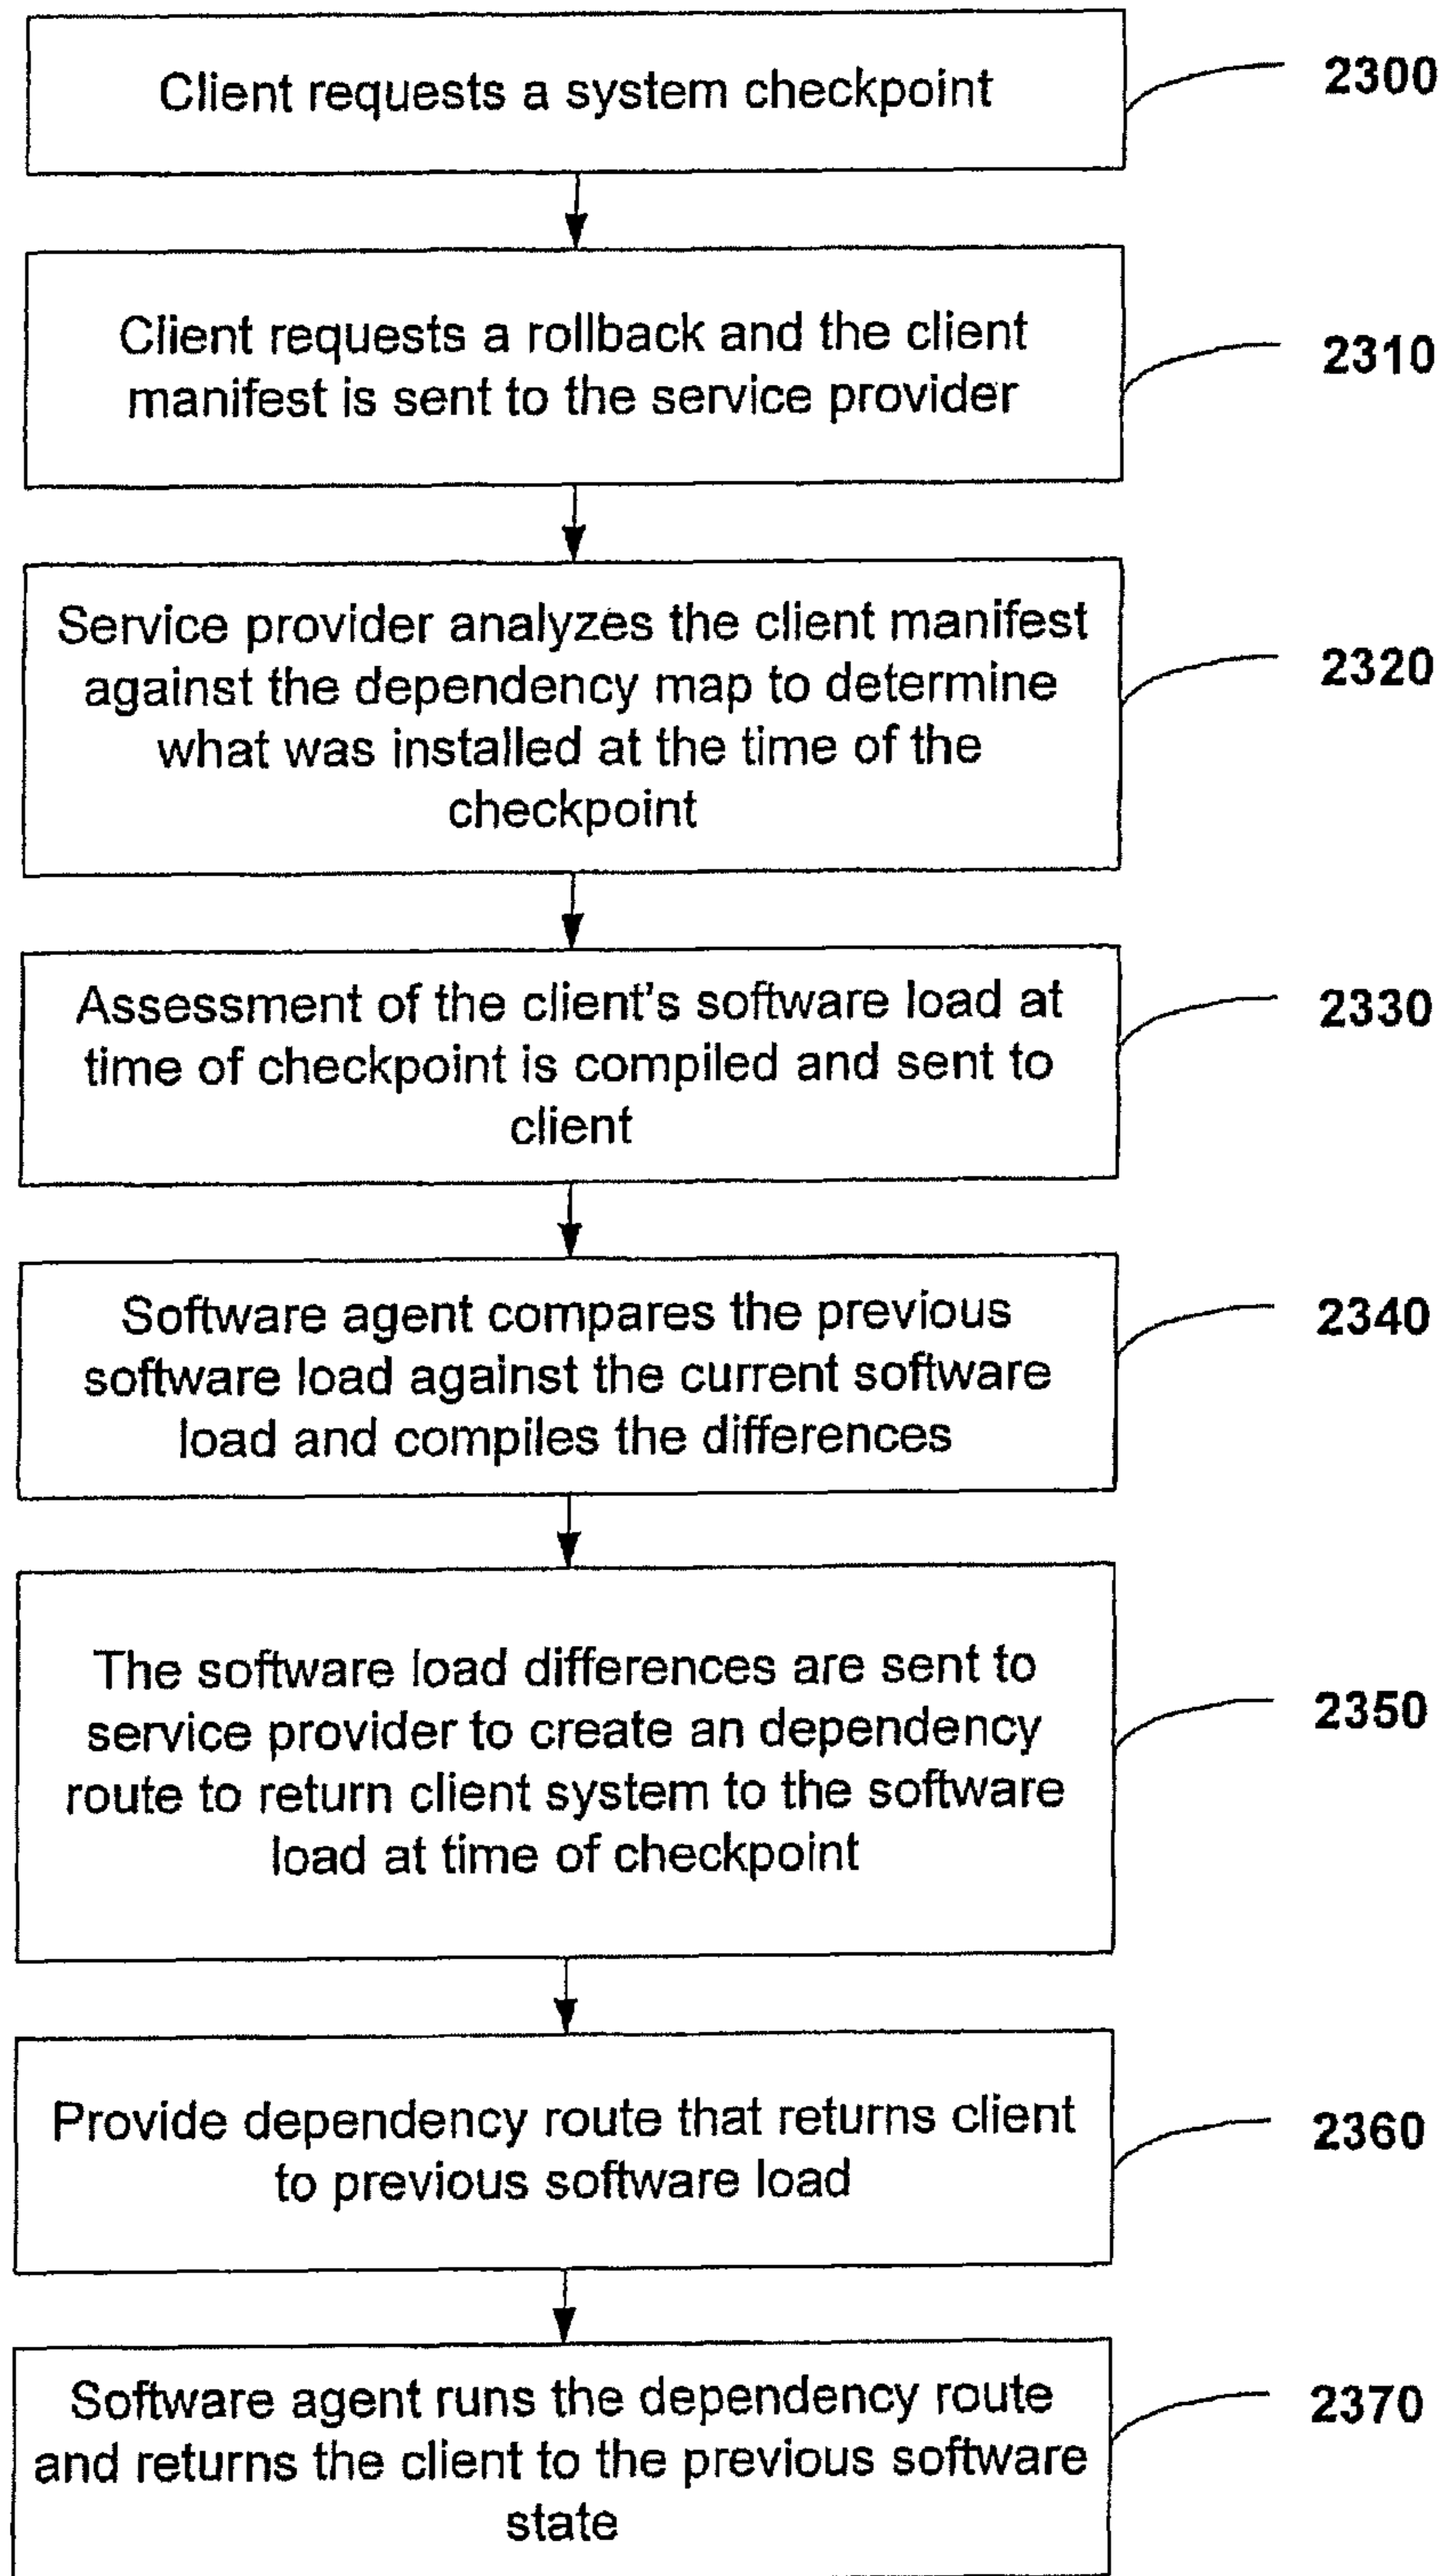 Client requests a system checkpoint
2300
Client requests a rollback and the client
manifest is sent to the service provider
2310
Service provider analyzes the client manifest
against the dependency map to determine
what was installed at the time of the
checkpoint
2320
Assessment of the client's software load at
time of checkpoint is compiled and sent to
client
2330
Software agent compares the previous
software load against the current software
load and compiles the differences
2340
The software load differences are sent to
service provider to create an dependency
route to return client system to the software
load at time of checkpoint
2350
Provide dependency route that returns client
to previous software load
2360
Software agent runs the dependency route
and returns the client to the previous software
state
2370